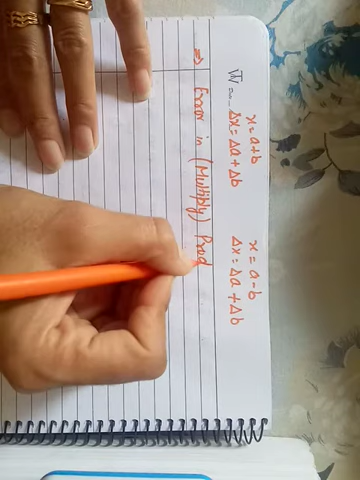 x = a+b    x = a-b
Δx = Δa + Δb    Δx = Δa + Δb
⇒ Error in (Multiply) Prod